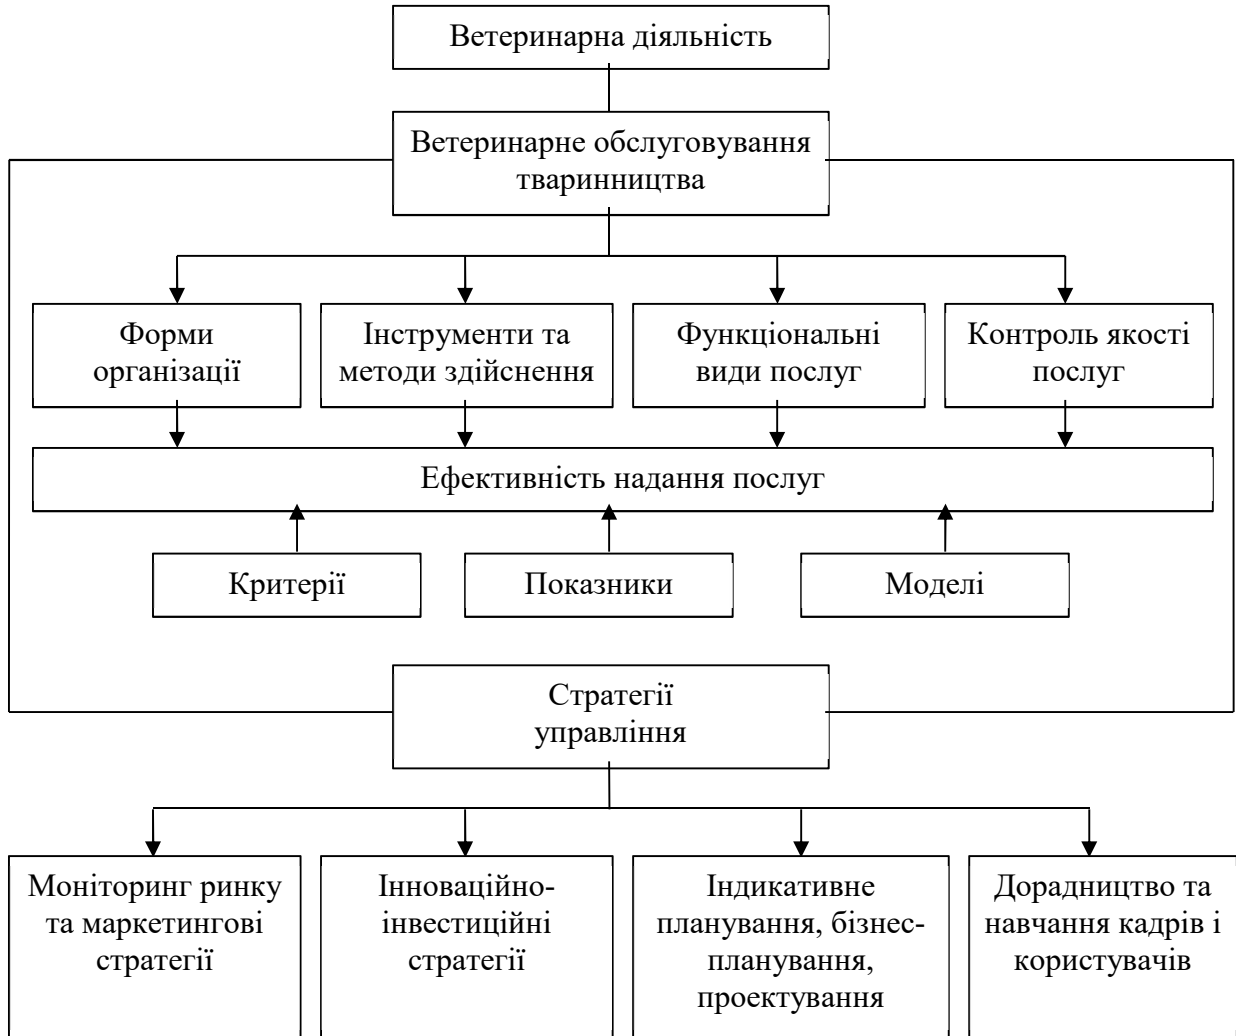 Ветеринарна діяльність
Ветеринарне обслуговування
тваринництва
Форми
організації
Інструменти та
методи здійснення
Функціональні
види послуг
Контроль якості
послуг
Ефективність надання послуг
Критерії
Показники
Моделі
Стратегії
управління
Моніторинг ринку
та маркетингові
стратегії
Інноваційно-
інвестиційні
стратегії
Індикативне
планування, бізнес-
планування,
проектування
Дорадництво та
навчання кадрів і
користувачів